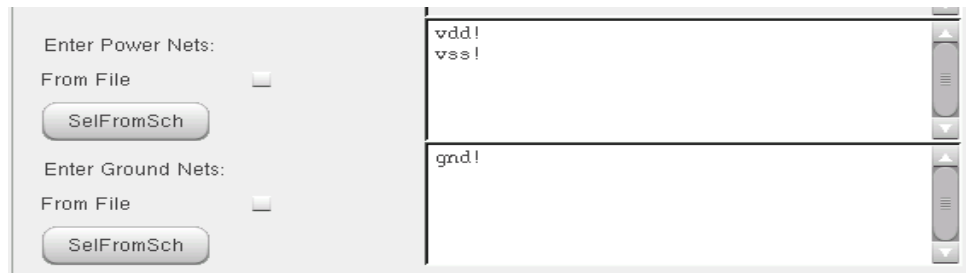 Enter Power Nets:
vdd!
vss!
From File
SelFromSch
Enter Ground Nets:
gnd!
From File
SelFromSch